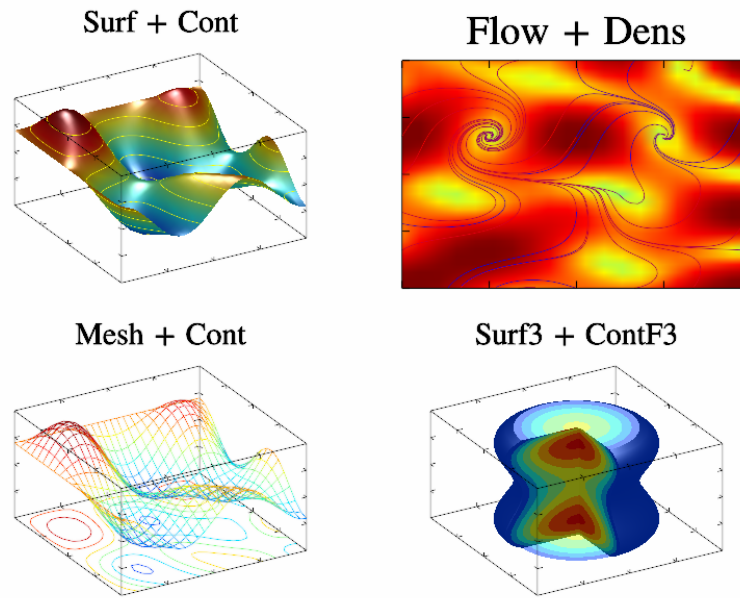 Surf + Cont
Flow + Dens
Mesh + Cont
Surf3 + ContF3